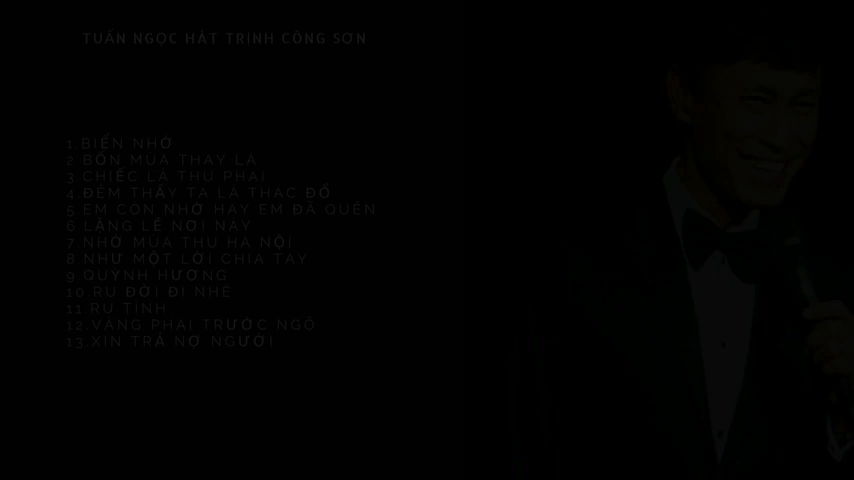 TUẤN NGỌC HÁT TRỊNH CÔNG SƠN
1.BIỂN NHỚ
2 BỐN MÙA THAY LÁ
3 CHIẾC LÁ THU PHAI
4.ĐÊM THẤY TA LÀ THÁC ĐỔ
5.EM CÒN NHỚ HAY EM ĐÃ QUÊN
6.LẶNG LẼ NƠI NÀY
7.NHỚ MÙA THU HÀ NỘI
8.NHƯ MỘT LỜI CHIA TAY
9.QUỲNH HƯƠNG
10.RU ĐỜI ĐI NHÉ
11.RU TÌNH
12.VÀNG PHAI TRƯỚC NGÕ
13.XIN TRẢ NỢ NGƯỜI